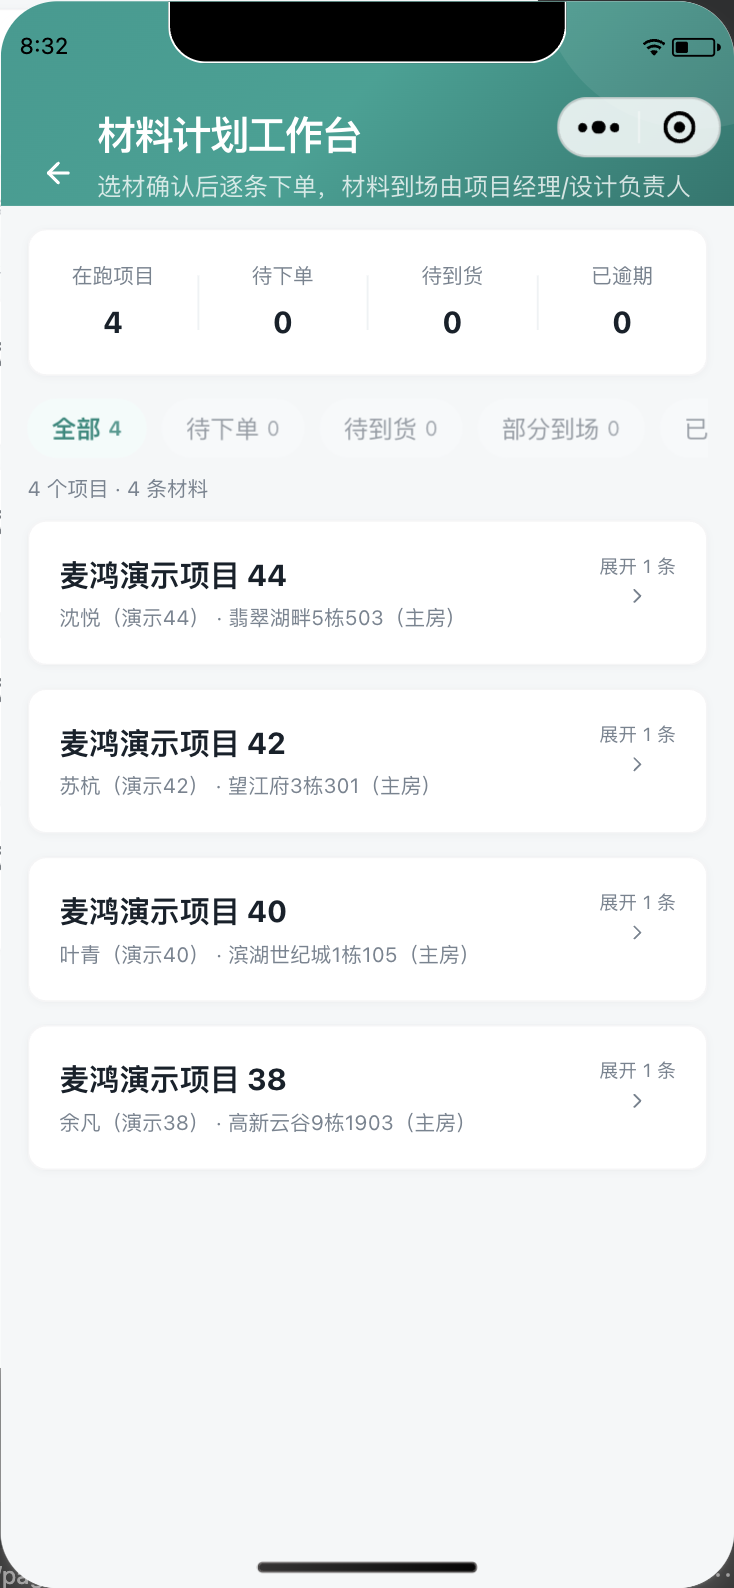 8:32
材料计划工作台
选材确认后逐条下单，材料到场由项目经理/设计负责人
在跑项目 待下单 待到货 已逾期
4 0 0 0
全部 4 待下单 0 待到货 0 部分到场 0 已
4 个项目 · 4 条材料
麦鸿演示项目 44
展开 1 条
沈悦（演示44） · 翡翠湖畔5栋503（主房）
麦鸿演示项目 42
展开 1 条
苏杭（演示42） · 望江府3栋301（主房）
麦鸿演示项目 40
展开 1 条
叶青（演示40） · 滨湖世纪城1栋105（主房）
麦鸿演示项目 38
展开 1 条
余凡（演示38） · 高新云谷9栋1903（主房）